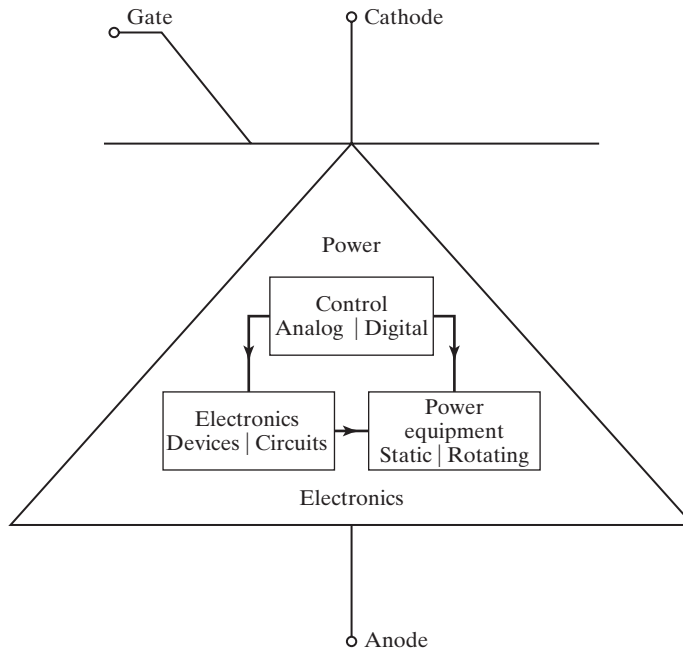 Gate
Cathode
Power
Control
Analog | Digital
Electronics
Devices | Circuits
Power
equipment
Static | Rotating
Electronics
Anode